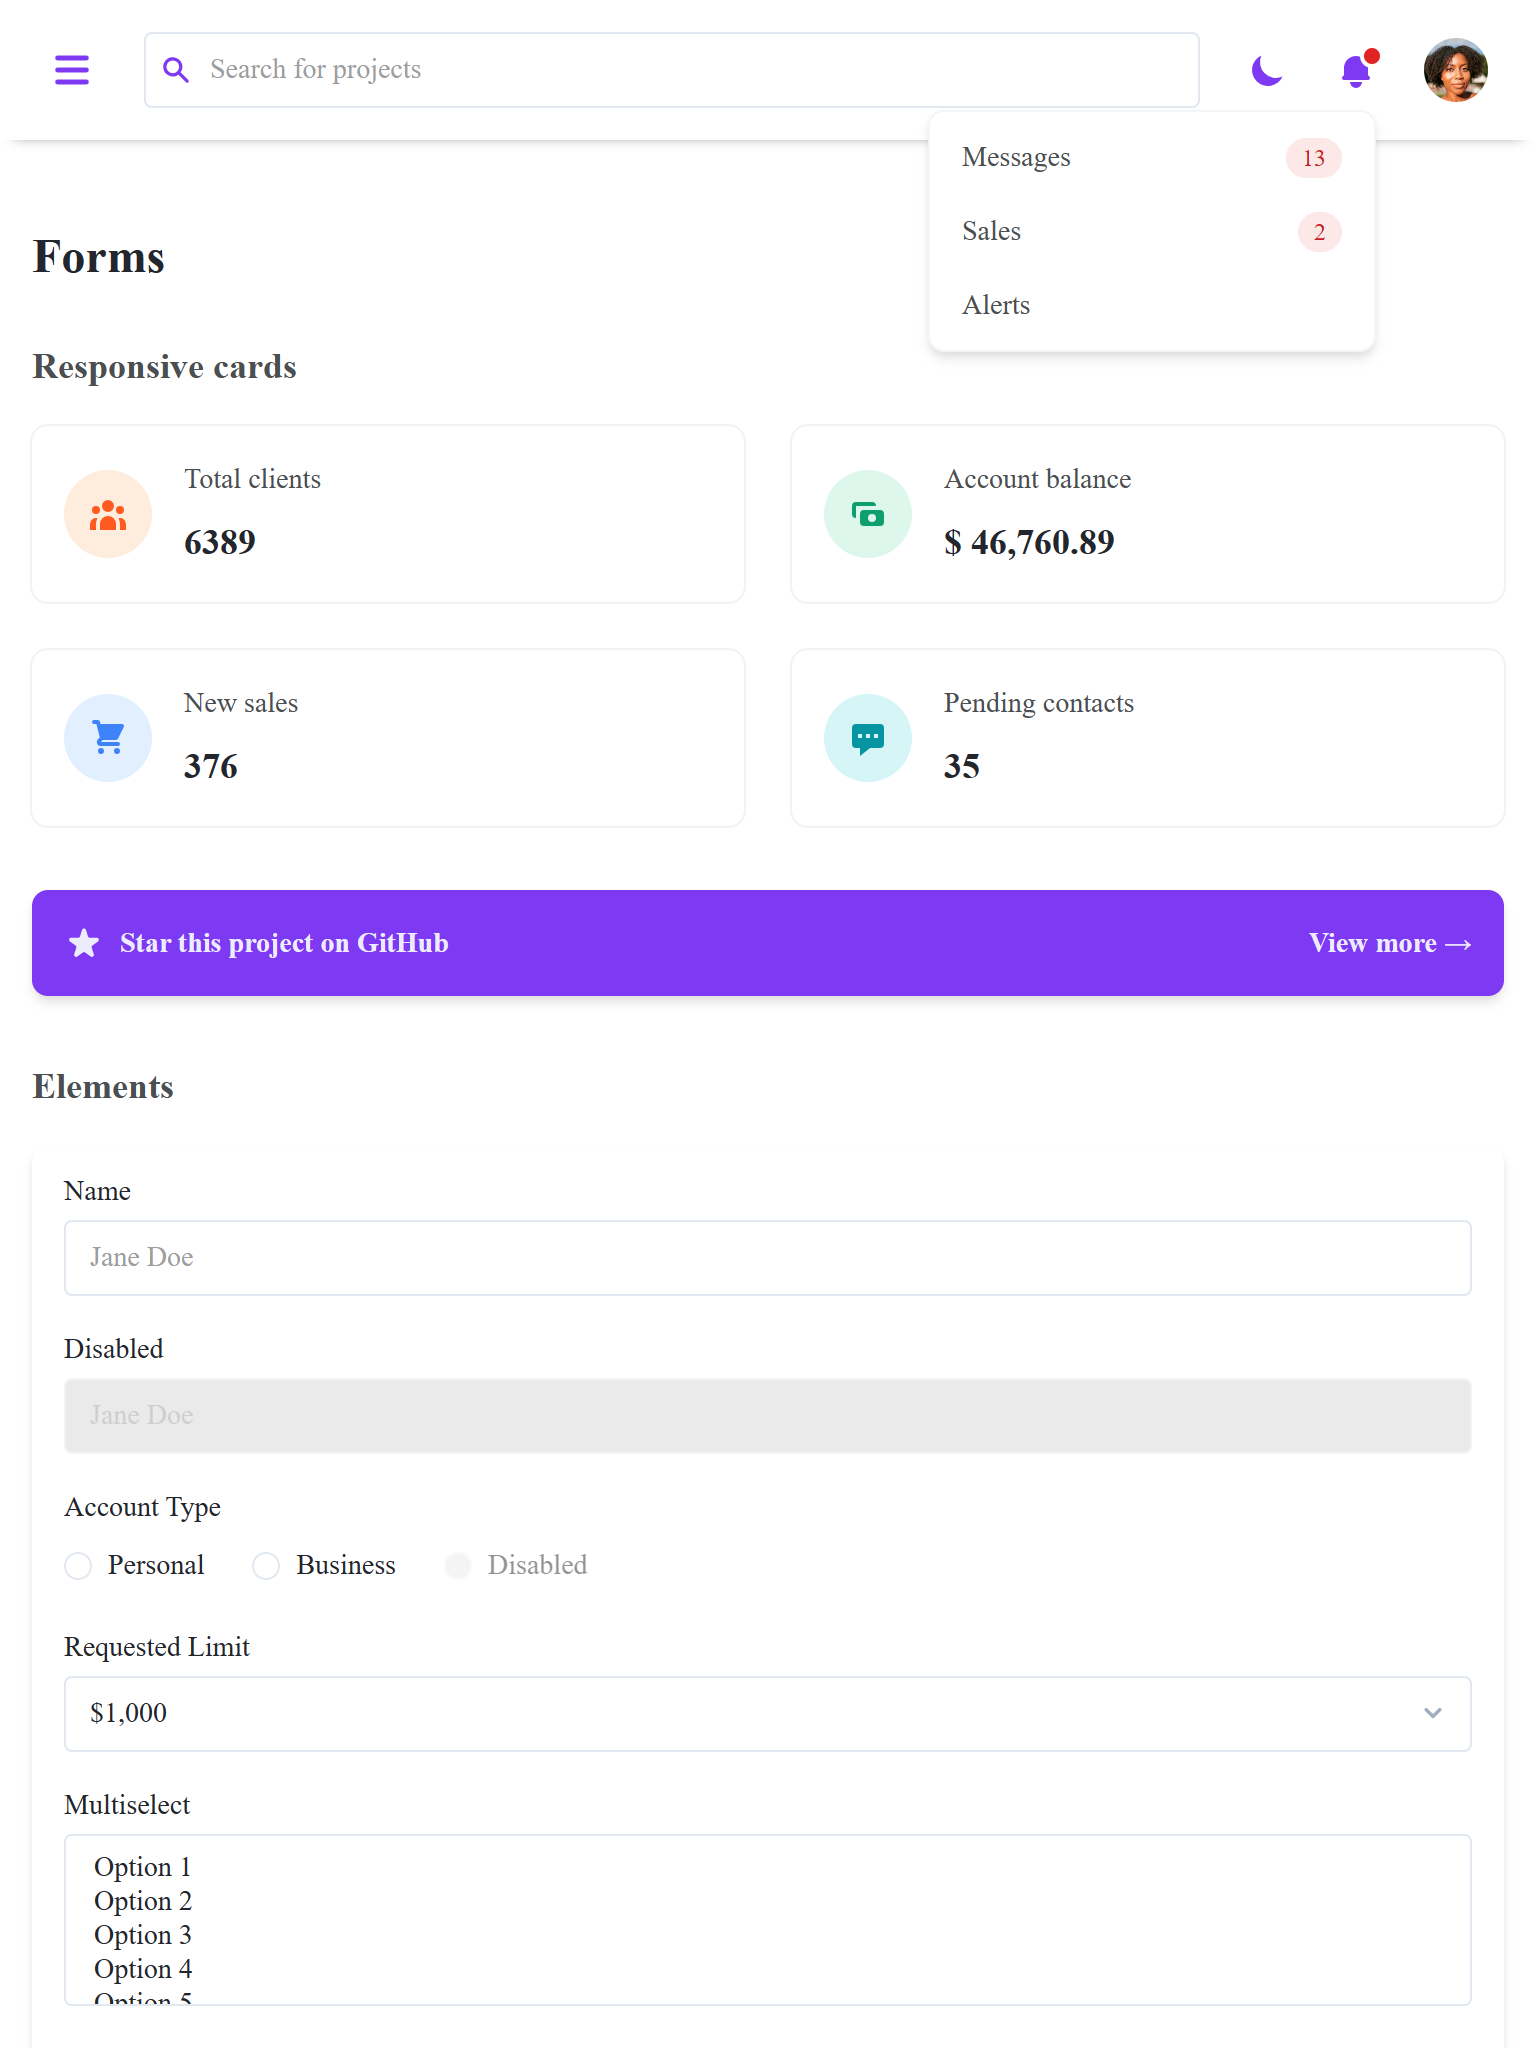 Search for projects
Messages 13
Sales 2
Alerts
Forms
Responsive cards
Total clients
6389
Account balance
$ 46,760.89
New sales
376
Pending contacts
35
Star this project on GitHub
View more →
Elements
Name
Jane Doe
Disabled
Jane Doe
Account Type
Personal Business Disabled
Requested Limit
$1,000
Multiselect
Option 1
Option 2
Option 3
Option 4
Option 5